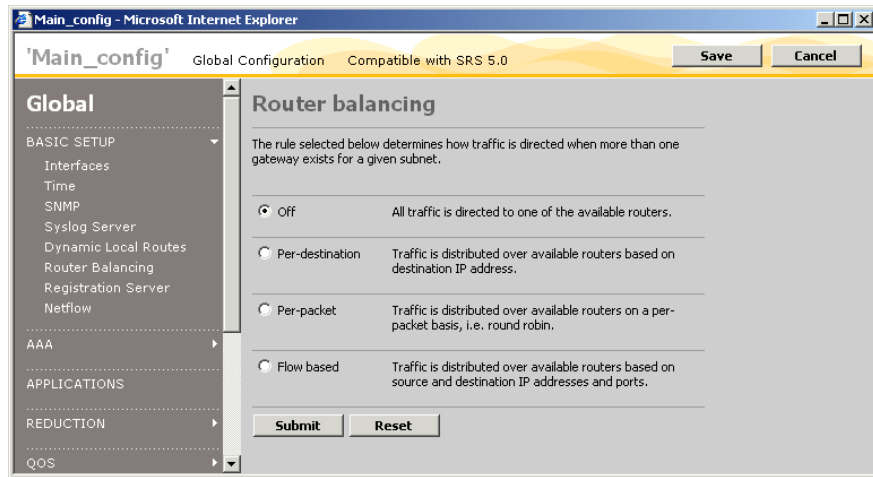 Main_config - Microsoft Internet Explorer
'Main_config' Global Configuration Compatible with SRS 5.0 Save Cancel
Global
BASIC SETUP
Interfaces
Time
SNMP
Syslog Server
Dynamic Local Routes
Router Balancing
Registration Server
Netflow
AAA
APPLICATIONS
REDUCTION
QOS
Router balancing
The rule selected below determines how traffic is directed when more than one
gateway exists for a given subnet.
Off All traffic is directed to one of the available routers.
Per-destination Traffic is distributed over available routers based on
destination IP address.
Per-packet Traffic is distributed over available routers on a per-
packet basis, i.e. round robin.
Flow based Traffic is distributed over available routers based on
source and destination IP addresses and ports.
Submit Reset